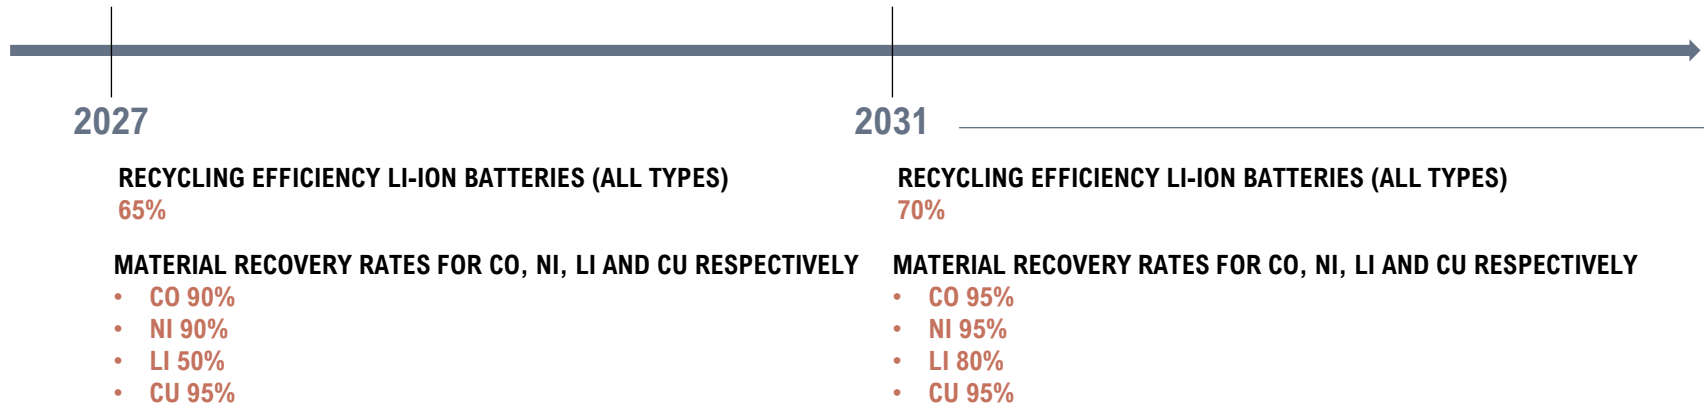 2027
RECYCLING EFFICIENCY LI-ION BATTERIES (ALL TYPES)
65%
MATERIAL RECOVERY RATES FOR CO, NI, LI AND CU RESPECTIVELY
• CO 90%
• NI 90%
• LI 50%
• CU 95%
2031
RECYCLING EFFICIENCY LI-ION BATTERIES (ALL TYPES)
70%
MATERIAL RECOVERY RATES FOR CO, NI, LI AND CU RESPECTIVELY
• CO 95%
• NI 95%
• LI 80%
• CU 95%